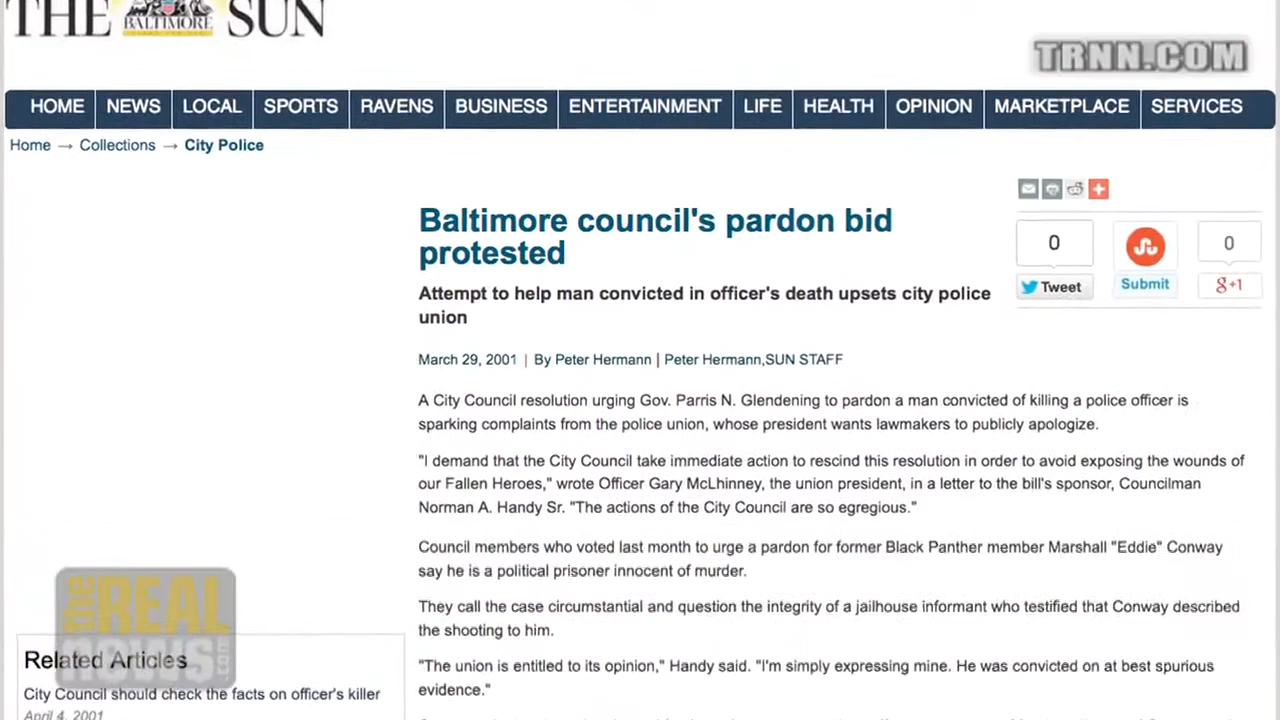 THE BALTIMORE SUN
TRNN.COM
HOME NEWS LOCAL SPORTS RAVENS BUSINESS ENTERTAINMENT LIFE HEALTH OPINION MARKETPLACE SERVICES
Home → Collections → City Police
Baltimore council's pardon bid
protested
Attempt to help man convicted in officer's death upsets city police
union
0 0
Tweet Submit g+1
March 29, 2001 | By Peter Hermann | Peter Hermann,SUN STAFF
A City Council resolution urging Gov. Parris N. Glendening to pardon a man convicted of killing a police officer is
sparking complaints from the police union, whose president wants lawmakers to publicly apologize.
"I demand that the City Council take immediate action to rescind this resolution in order to avoid exposing the wounds of
our Fallen Heroes," wrote Officer Gary McLhinney, the union president, in a letter to the bill's sponsor, Councilman
Norman A. Handy Sr. "The actions of the City Council are so egregious."
Council members who voted last month to urge a pardon for former Black Panther member Marshall "Eddie" Conway
say he is a political prisoner innocent of murder.
They call the case circumstantial and question the integrity of a jailhouse informant who testified that Conway described
the shooting to him.
"The union is entitled to its opinion," Handy said. "I'm simply expressing mine. He was convicted on at best spurious
evidence."
the REAL
news.com
Related Articles
City Council should check the facts on officer's killer
April 4, 2001